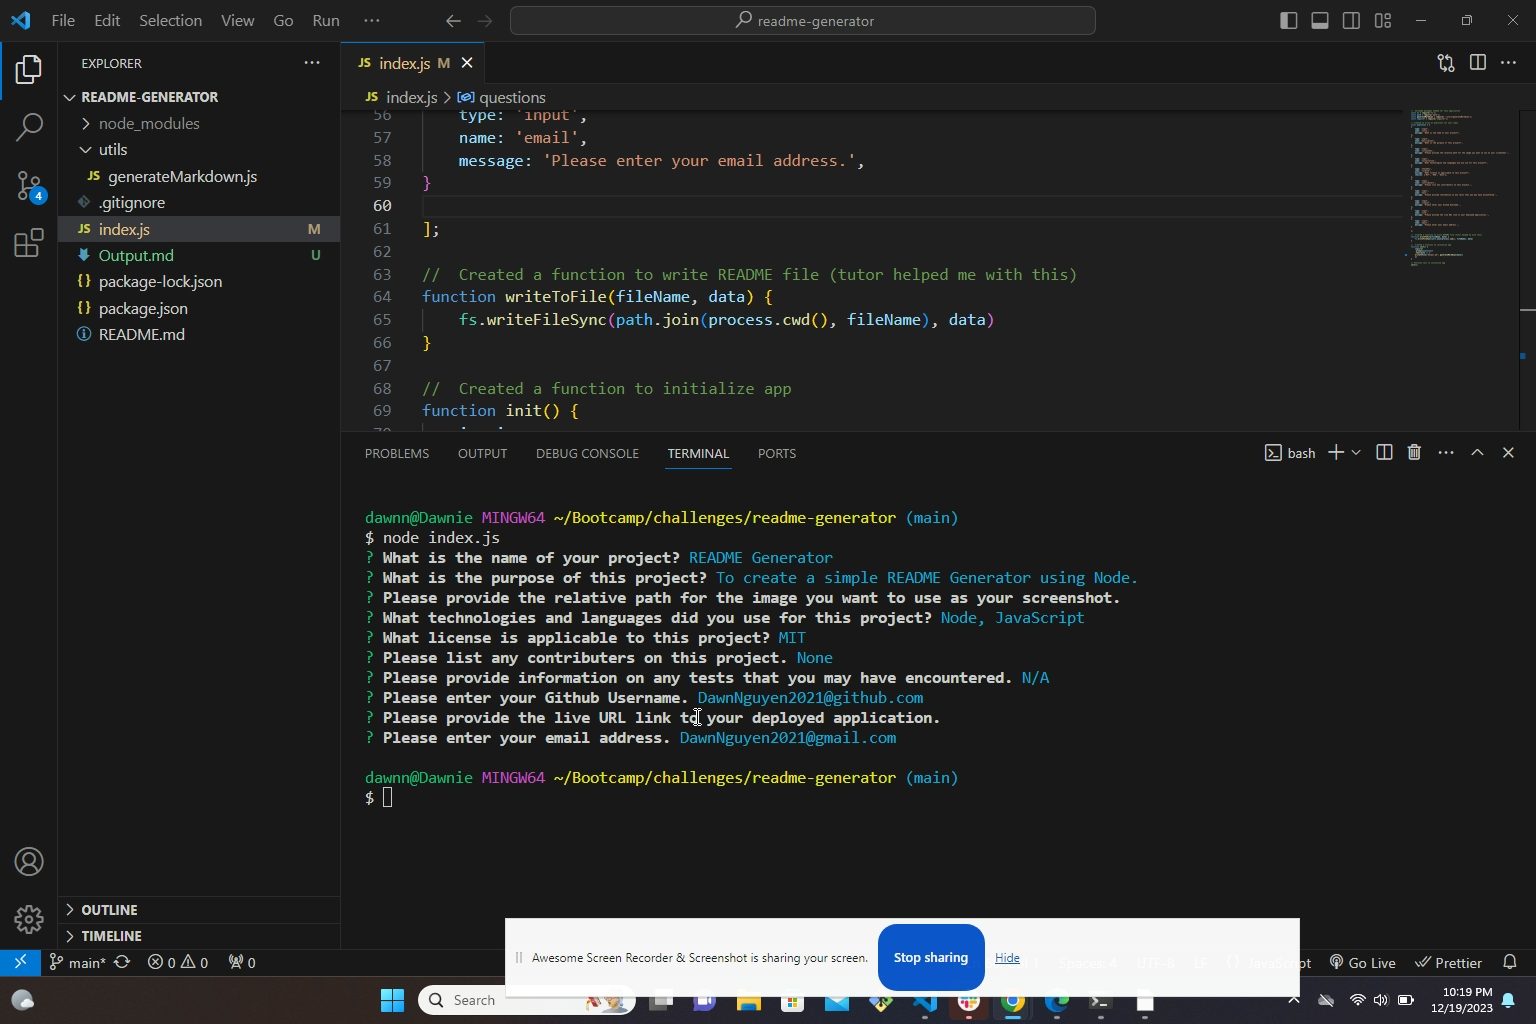 File Edit Selection View Go Run ··· readme-generator
EXPLORER ···
README-GENERATOR
node_modules
utils
JS generateMarkdown.js
.gitignore
JS index.js M
Output.md U
{} package-lock.json
{} package.json
README.md
OUTLINE
TIMELINE
JS index.js M
JS index.js > questions
56 type: 'input',
57 name: 'email',
58 message: 'Please enter your email address.',
59 }
60
61 ];
62
63 // Created a function to write README file (tutor helped me with this)
64 function writeToFile(fileName, data) {
65 fs.writeFileSync(path.join(process.cwd(), fileName), data)
66 }
67
68 // Created a function to initialize app
69 function init() {
70
PROBLEMS OUTPUT DEBUG CONSOLE TERMINAL PORTS bash
dawnn@Dawnie MINGW64 ~/Bootcamp/challenges/readme-generator (main)
$ node index.js
? What is the name of your project? README Generator
? What is the purpose of this project? To create a simple README Generator using Node.
? Please provide the relative path for the image you want to use as your screenshot.
? What technologies and languages did you use for this project? Node, JavaScript
? What license is applicable to this project? MIT
? Please list any contributers on this project. None
? Please provide information on any tests that you may have encountered. N/A
? Please enter your Github Username. DawnNguyen2021@github.com
? Please provide the live URL link to your deployed application.
? Please enter your email address. DawnNguyen2021@gmail.com
dawnn@Dawnie MINGW64 ~/Bootcamp/challenges/readme-generator (main)
$
4
Awesome Screen Recorder & Screenshot is sharing your screen. Stop sharing Hide
main* 0 0 0 Go Live Prettier
Search
10:19 PM
12/19/2023